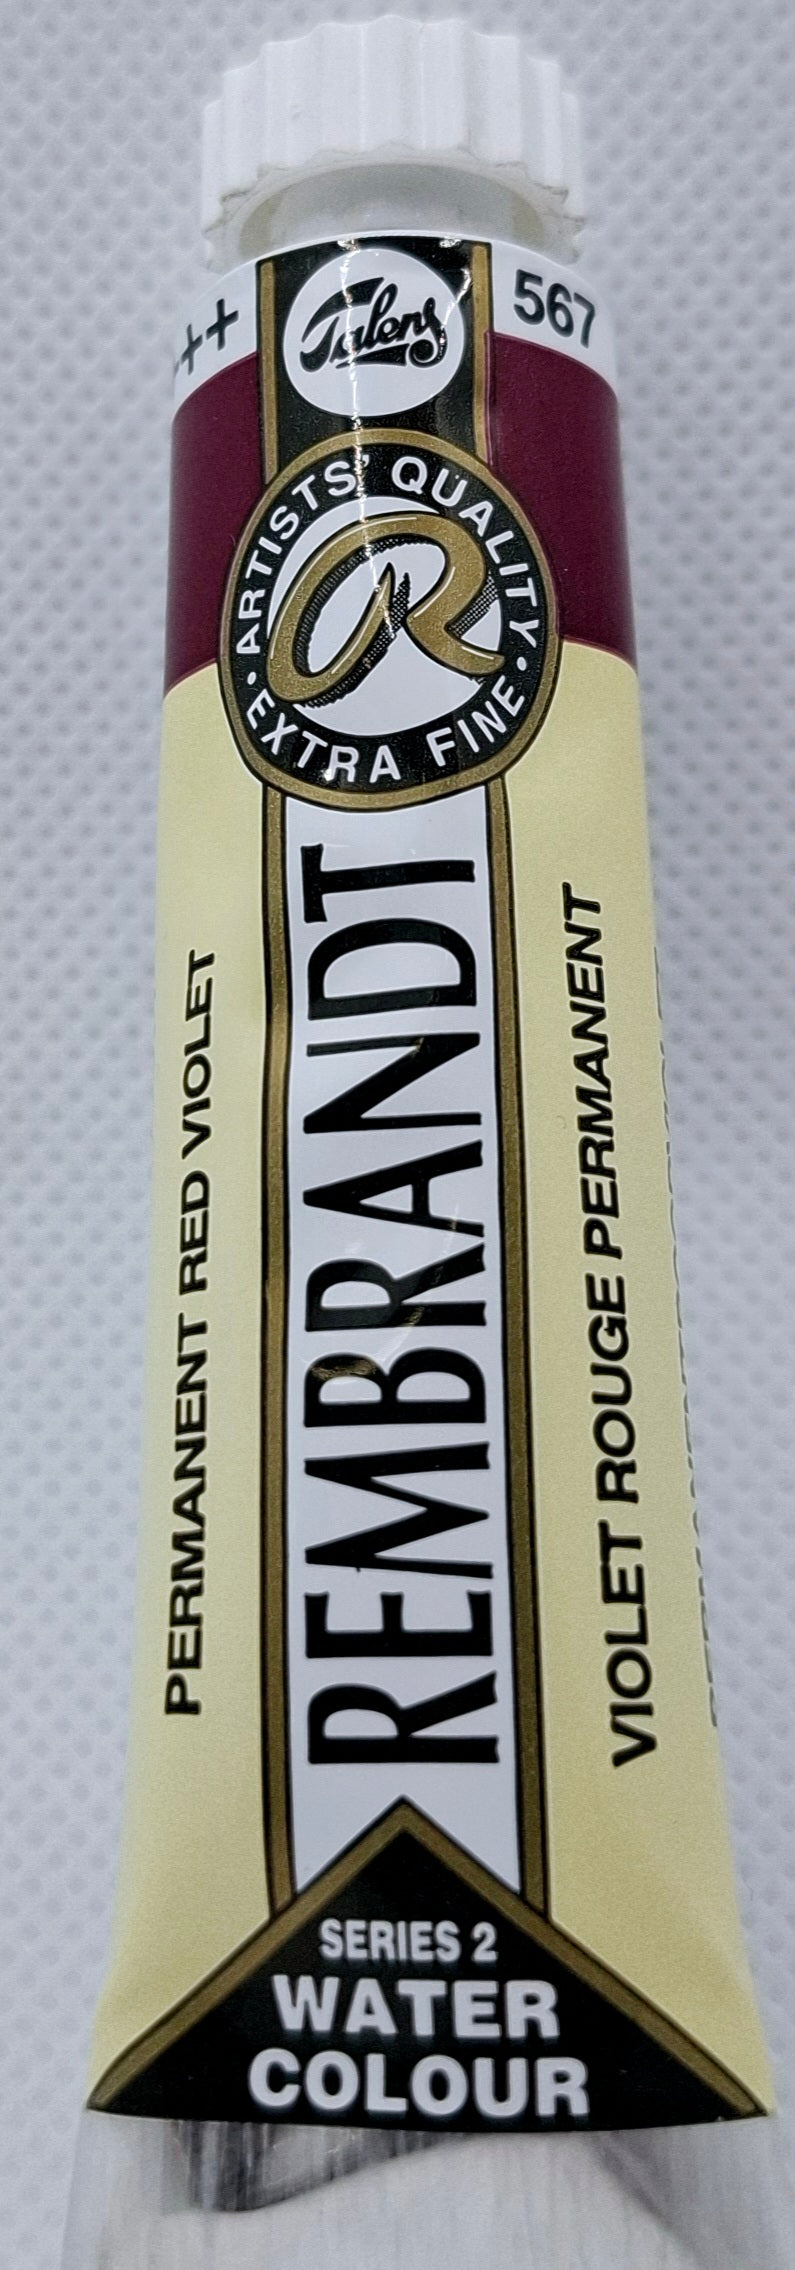 ++
Talens
567
ARTISTS' QUALITY
R
• EXTRA FINE •
REMBRANDT
PERMANENT RED VIOLET
VIOLET ROUGE PERMANENT
SERIES 2
WATER
COLOUR